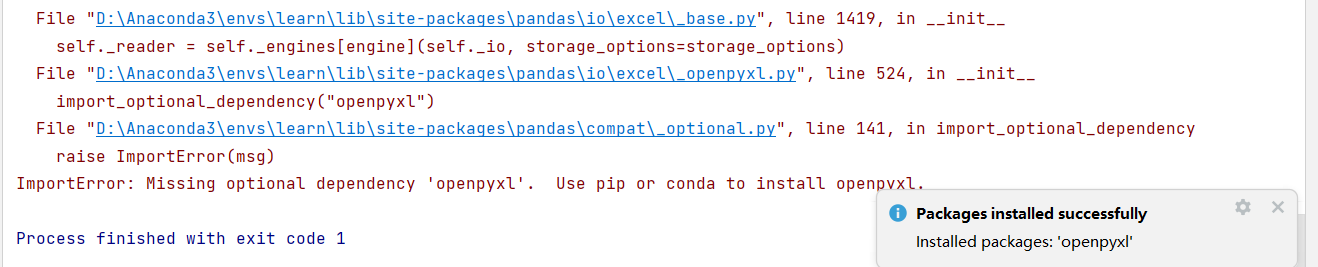 File "D:\Anaconda3\envs\learn\lib\site-packages\pandas\io\excel\_base.py", line 1419, in __init__
self._reader = self._engines[engine](self._io, storage_options=storage_options)
File "D:\Anaconda3\envs\learn\lib\site-packages\pandas\io\excel\_openpyxl.py", line 524, in __init__
import_optional_dependency("openpyxl")
File "D:\Anaconda3\envs\learn\lib\site-packages\pandas\compat\_optional.py", line 141, in import_optional_dependency
raise ImportError(msg)
ImportError: Missing optional dependency 'openpyxl'.  Use pip or conda to install openpyxl.
Process finished with exit code 1
Packages installed successfully
Installed packages: 'openpyxl'